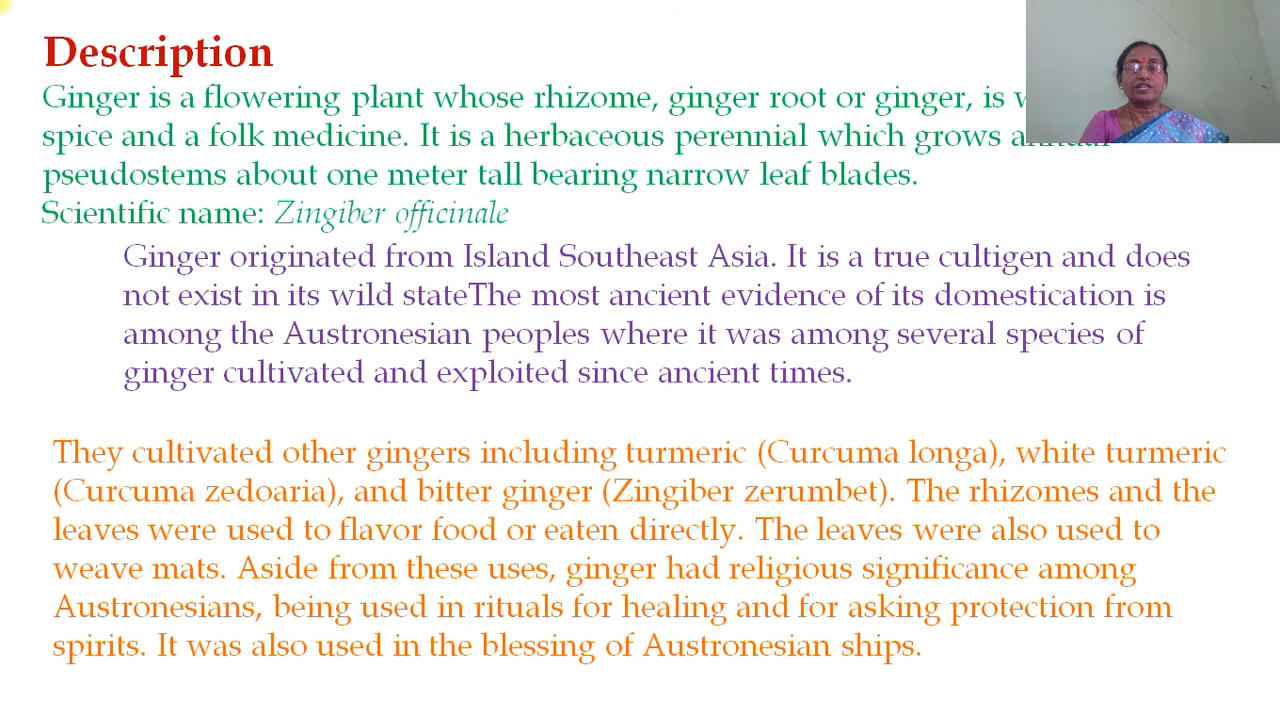 Description
Ginger is a flowering plant whose rhizome, ginger root or ginger, is
spice and a folk medicine. It is a herbaceous perennial which grows annual
pseudostems about one meter tall bearing narrow leaf blades.
Scientific name: Zingiber officinale
Ginger originated from Island Southeast Asia. It is a true cultigen and does
not exist in its wild stateThe most ancient evidence of its domestication is
among the Austronesian peoples where it was among several species of
ginger cultivated and exploited since ancient times.
They cultivated other gingers including turmeric (Curcuma longa), white turmeric
(Curcuma zedoaria), and bitter ginger (Zingiber zerumbet). The rhizomes and the
leaves were used to flavor food or eaten directly. The leaves were also used to
weave mats. Aside from these uses, ginger had religious significance among
Austronesians, being used in rituals for healing and for asking protection from
spirits. It was also used in the blessing of Austronesian ships.